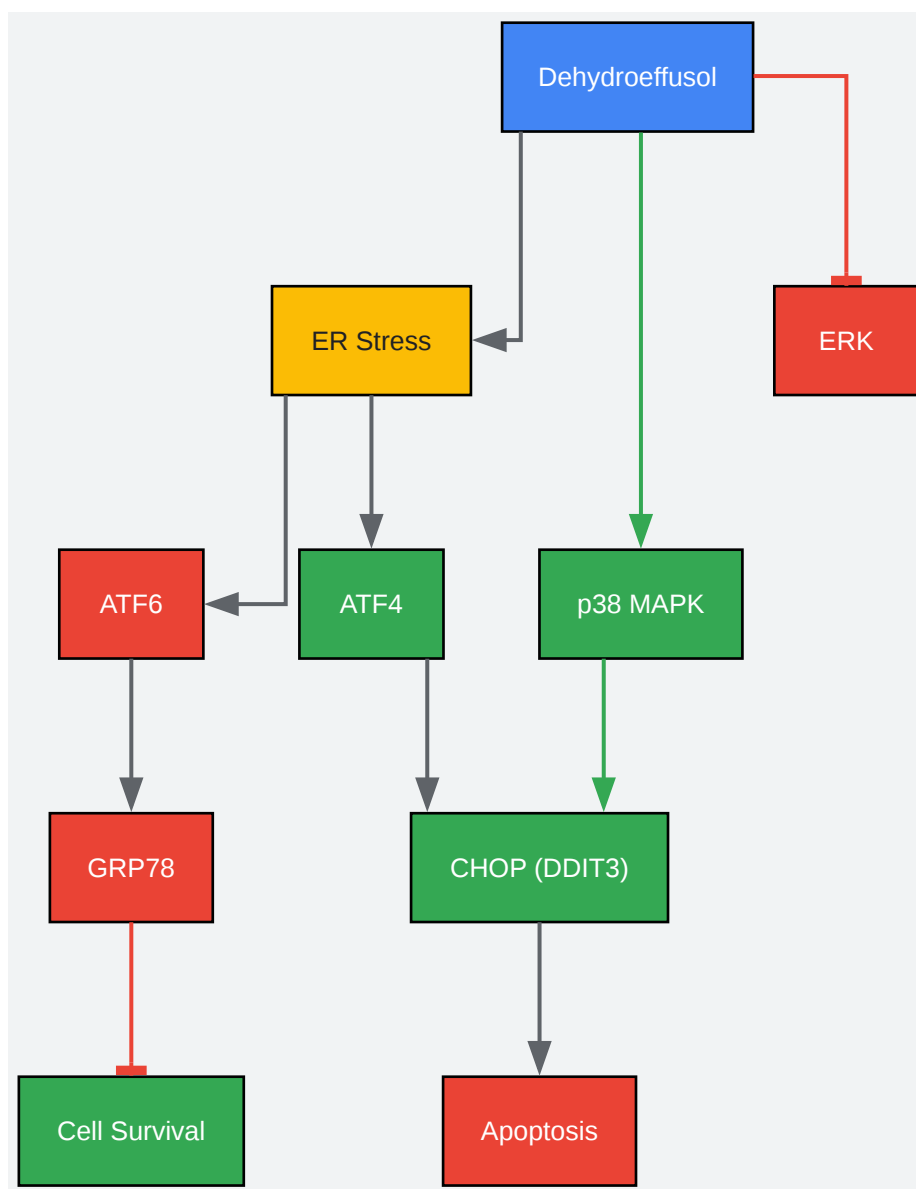 Dehydroeffusol
ER Stress
ERK
ATF6
ATF4
p38 MAPK
GRP78
CHOP (DDIT3)
Cell Survival
Apoptosis